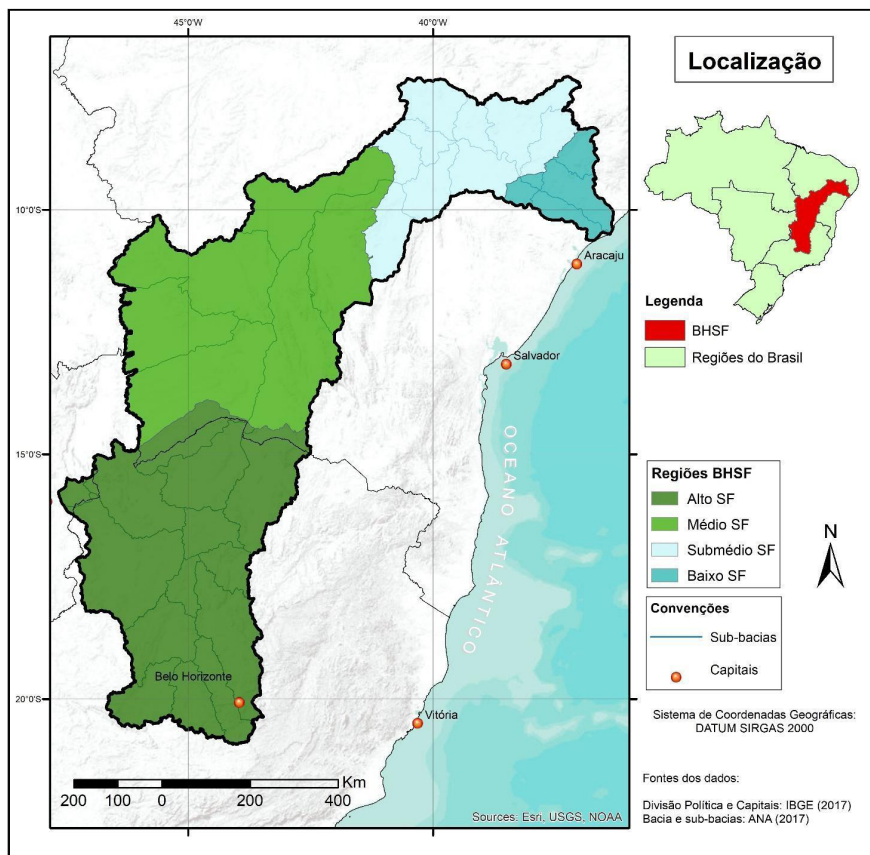 45°0'W
40°0'W
10°0'S
15°0'S
20°0'S
Aracaju
Salvador
OCEANO ATLÂNTICO
Belo Horizonte
Vitória
Km
200 100 0 200 400
Sources: Esri, USGS, NOAA
Localização
Legenda
BHSF
Regiões do Brasil
Regiões BHSF
Alto SF
Médio SF
Submédio SF
Baixo SF
N
Convenções
Sub-bacias
Capitais
Sistema de Coordenadas Geográficas:
DATUM SIRGAS 2000
Fontes dos dados:
Divisão Política e Capitais: IBGE (2017)
Bacia e sub-bacias: ANA (2017)